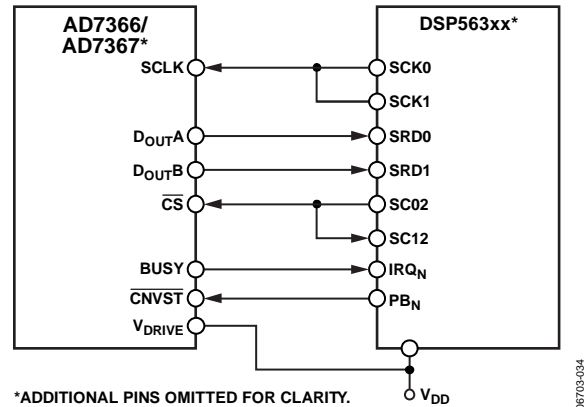 AD7366/
AD7367*
DSP563xx*
SCLK
SCK0
SCK1
DOUTA
SRD0
DOUTB
SRD1
CS
SC02
SC12
BUSY
IRQN
CNVST
PBN
VDRIVE
*ADDITIONAL PINS OMITTED FOR CLARITY.
VDD
06703-034